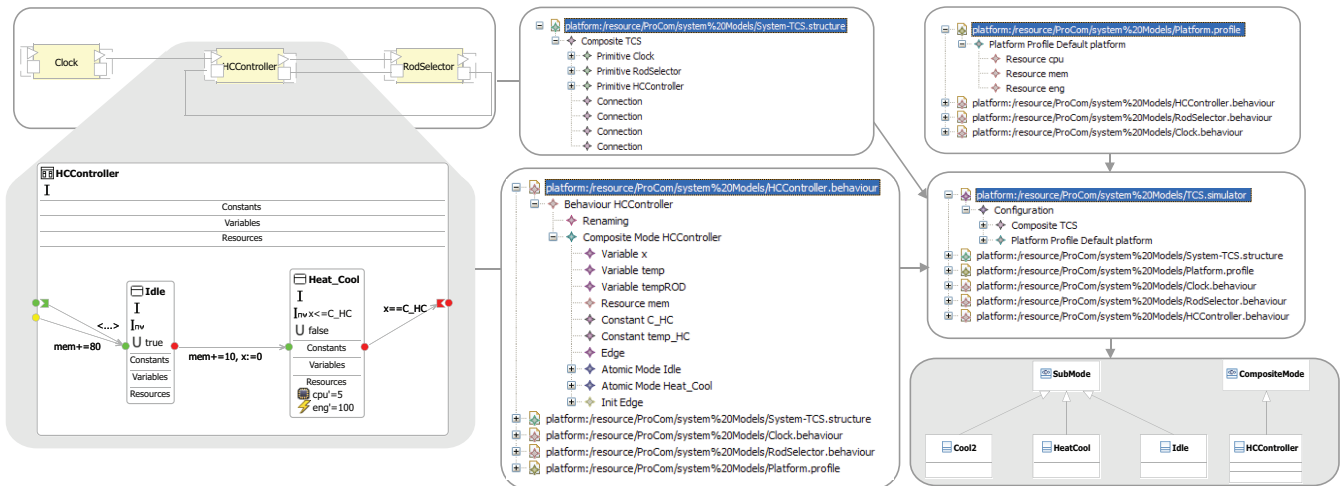 Clock
HCController
RodSelector
HCController
I
Constants
Variables
Resources
Idle
I
Inv
U true
Constants
Variables
Resources
<...>
mem+=80
mem+=10, x:=0
Heat_Cool
I
Inv x<=C_HC
U false
Constants
Variables
Resources
cpu'=5
eng'=100
x==C_HC
platform:/resource/ProCom/system%20Models/System-TCS.structure
Composite TCS
Primitive Clock
Primitive RodSelector
Primitive HCController
Connection
Connection
Connection
Connection
platform:/resource/ProCom/system%20Models/HCController.behaviour
Behaviour HCController
Renaming
Composite Mode HCController
Variable x
Variable temp
Variable tempROD
Resource mem
Constant C_HC
Constant temp_HC
Edge
Atomic Mode Idle
Atomic Mode Heat_Cool
Init Edge
platform:/resource/ProCom/system%20Models/System-TCS.structure
platform:/resource/ProCom/system%20Models/Clock.behaviour
platform:/resource/ProCom/system%20Models/RodSelector.behaviour
platform:/resource/ProCom/system%20Models/Platform.profile
platform:/resource/ProCom/system%20Models/Platform.profile
Platform Profile Default platform
Resource cpu
Resource mem
Resource eng
platform:/resource/ProCom/system%20Models/HCController.behaviour
platform:/resource/ProCom/system%20Models/RodSelector.behaviour
platform:/resource/ProCom/system%20Models/Clock.behaviour
platform:/resource/ProCom/system%20Models/TCS.simulator
Configuration
Composite TCS
Platform Profile Default platform
platform:/resource/ProCom/system%20Models/System-TCS.structure
platform:/resource/ProCom/system%20Models/Platform.profile
platform:/resource/ProCom/system%20Models/Clock.behaviour
platform:/resource/ProCom/system%20Models/RodSelector.behaviour
platform:/resource/ProCom/system%20Models/HCController.behaviour
SubMode
CompositeMode
Cool2
HeatCool
Idle
HCController